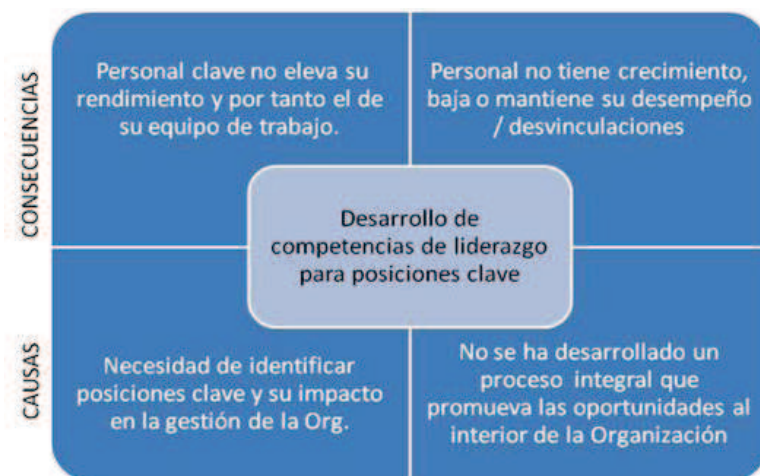 CONSECUENCIAS
Personal clave no eleva su
rendimiento y por tanto el de
su equipo de trabajo.
Personal no tiene crecimiento,
baja o mantiene su desempeño
/ desvinculaciones
Desarrollo de
competencias de liderazgo
para posiciones clave
CAUSAS
Necesidad de identificar
posiciones clave y su impacto
en la gestión de la Org.
No se ha desarrollado un
proceso integral que
promueva las oportunidades al
interior de la Organización